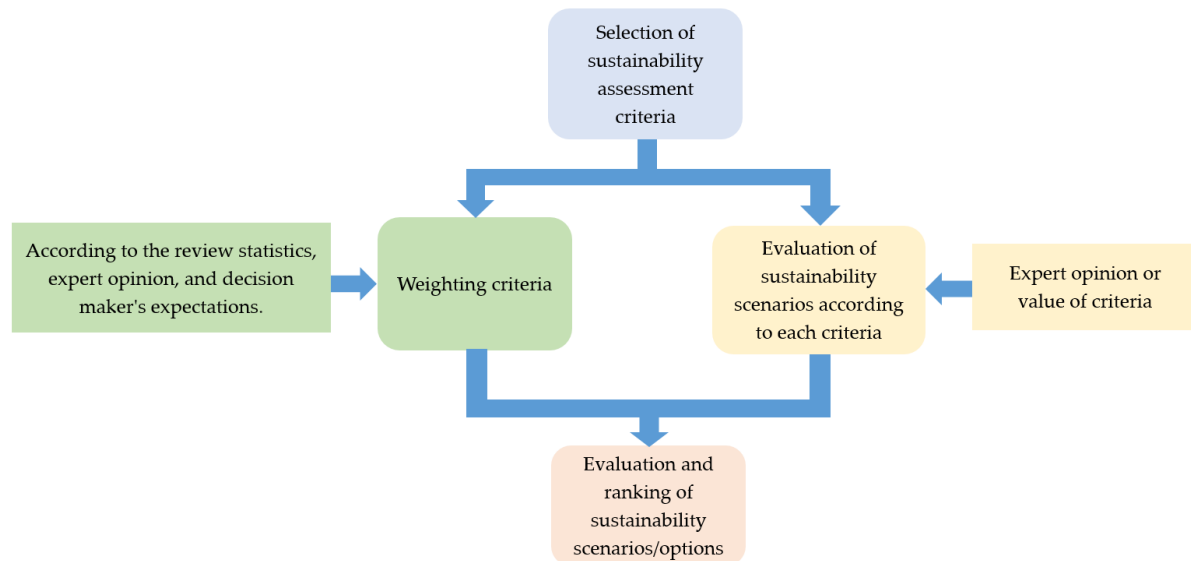 Selection of
sustainability
assessment
criteria
According to the review statistics,
expert opinion, and decision
maker's expectations.
Weighting criteria
Evaluation of
sustainability
scenarios according
to each criteria
Expert opinion or
value of criteria
Evaluation and
ranking of
sustainability
scenarios/options